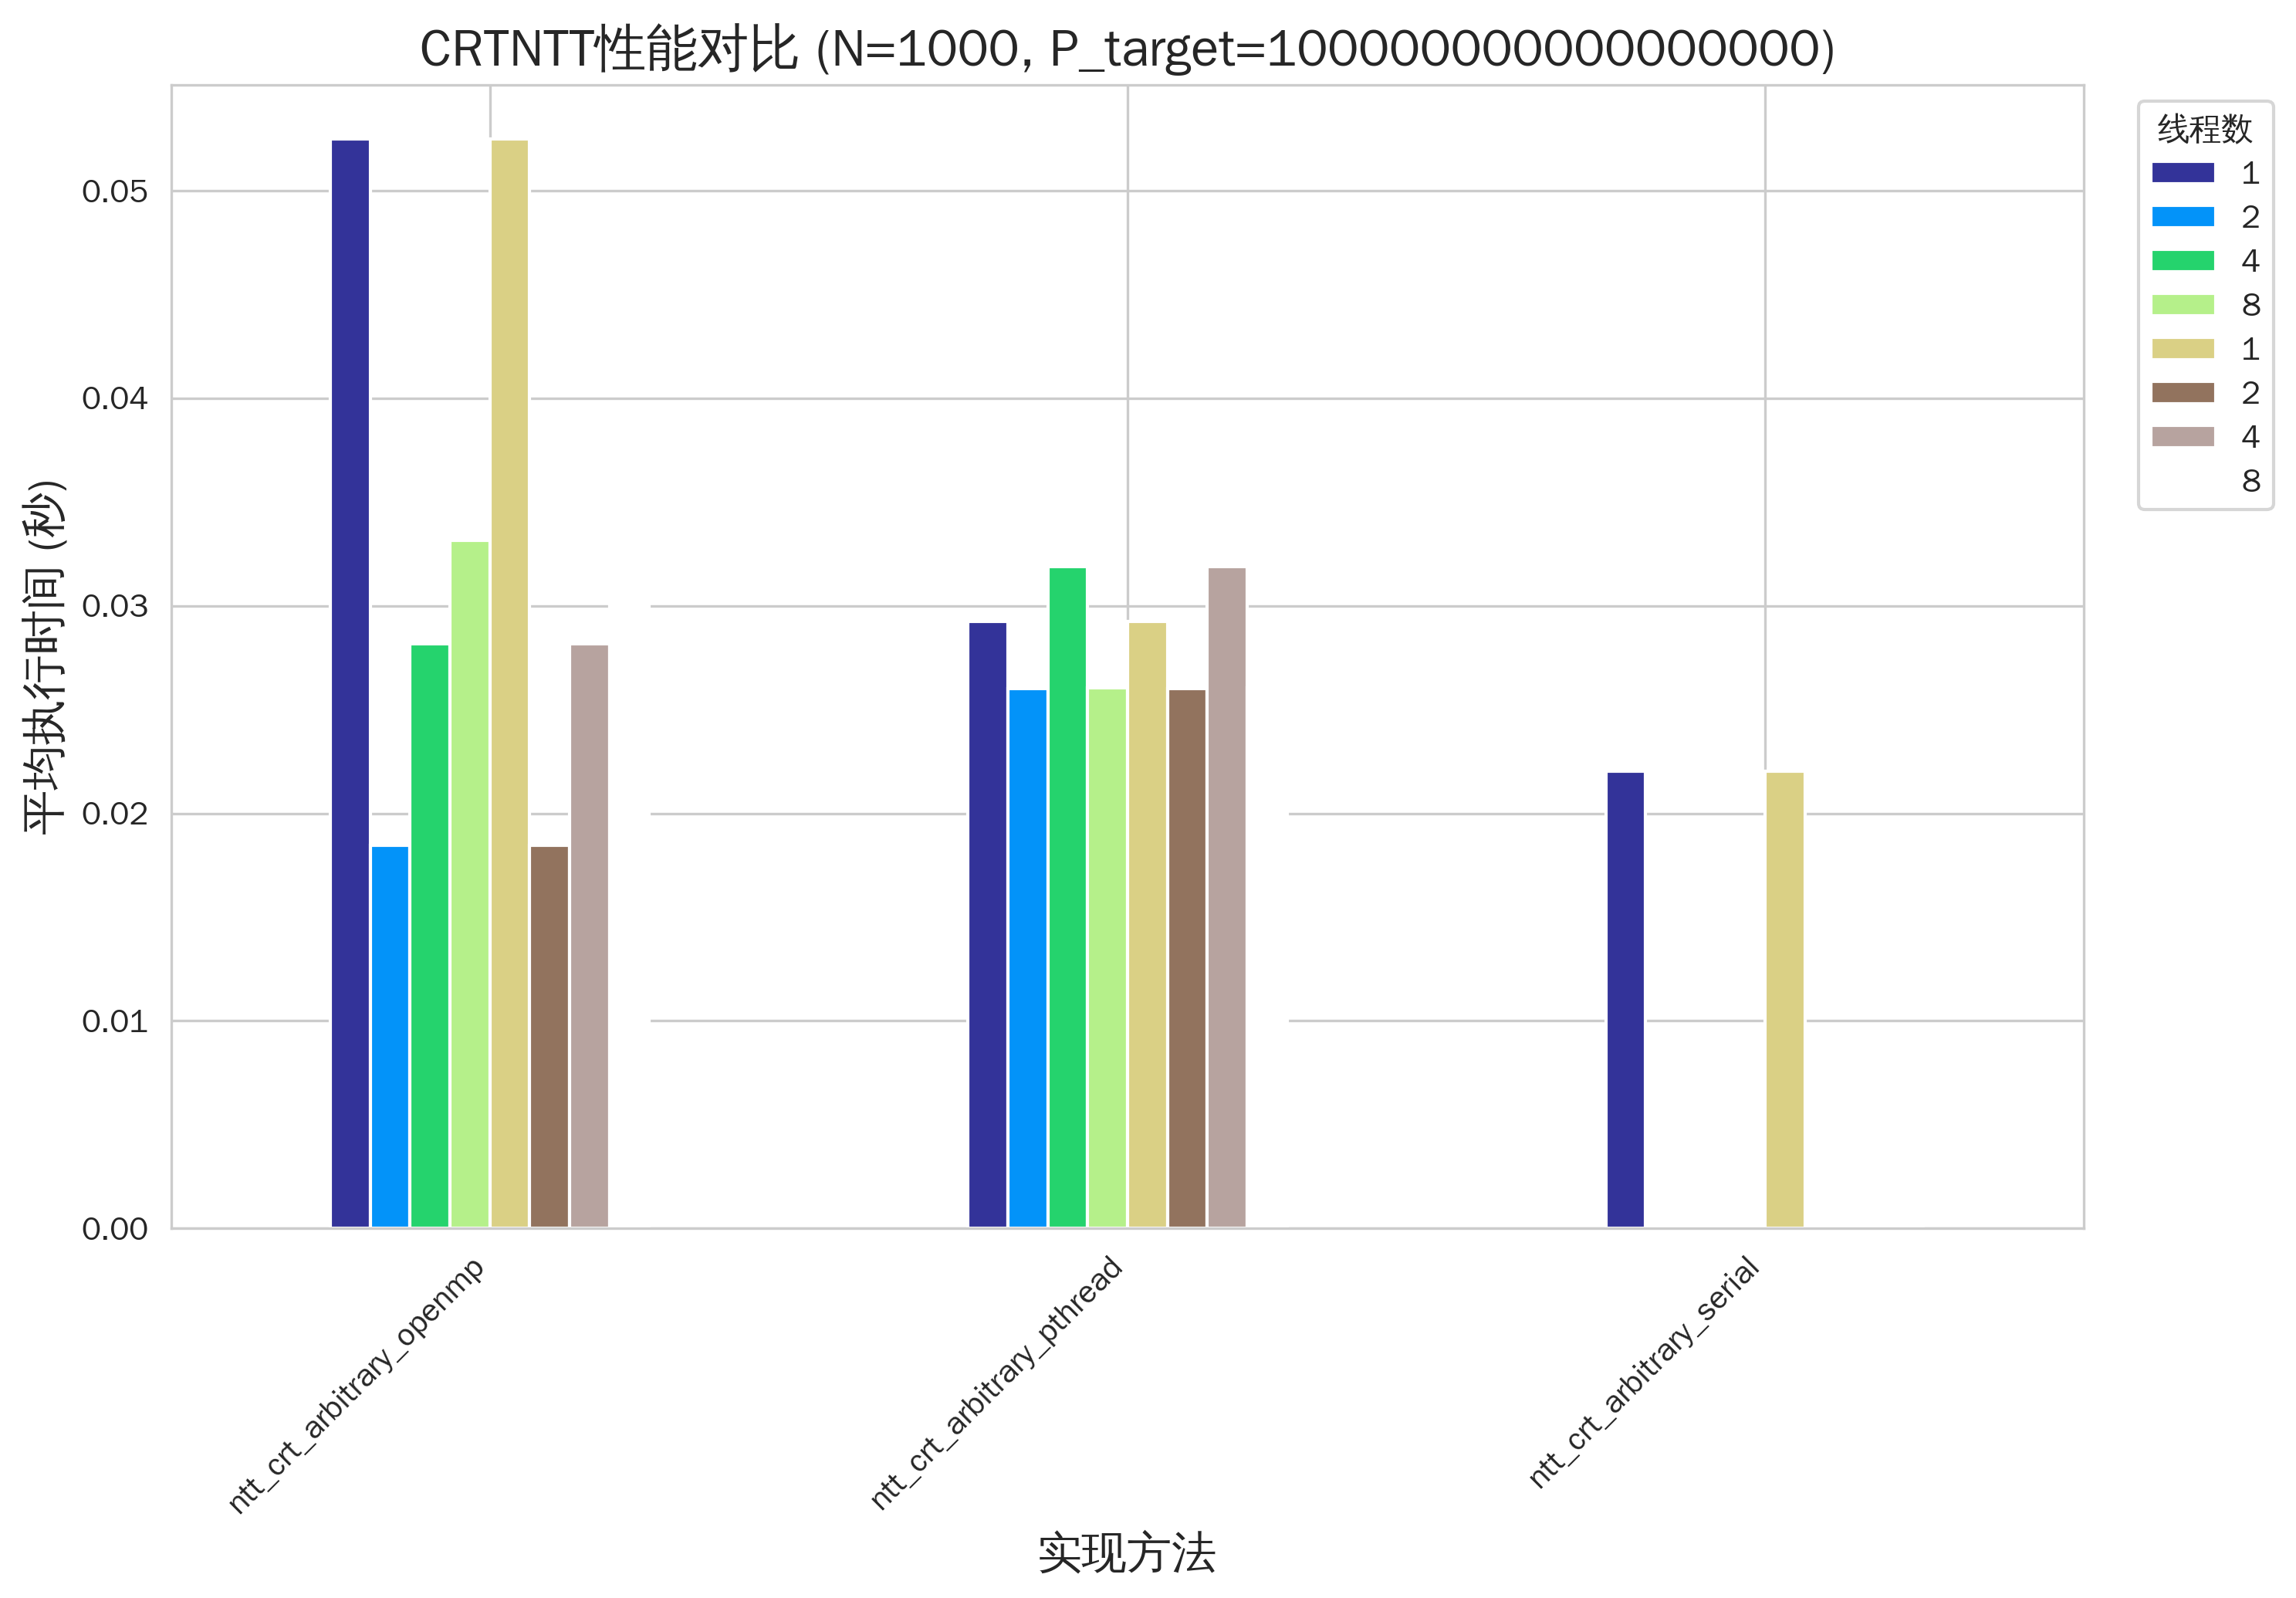 CRTNTT性能对比 (N=1000, P_target=100000000000000000)
线程数
1
2
4
8
1
2
4
8
平均执行时间 (秒)
0.05
0.04
0.03
0.02
0.01
0.00
ntt_crt_arbitrary_openmp
ntt_crt_arbitrary_pthread
ntt_crt_arbitrary_serial
实现方法